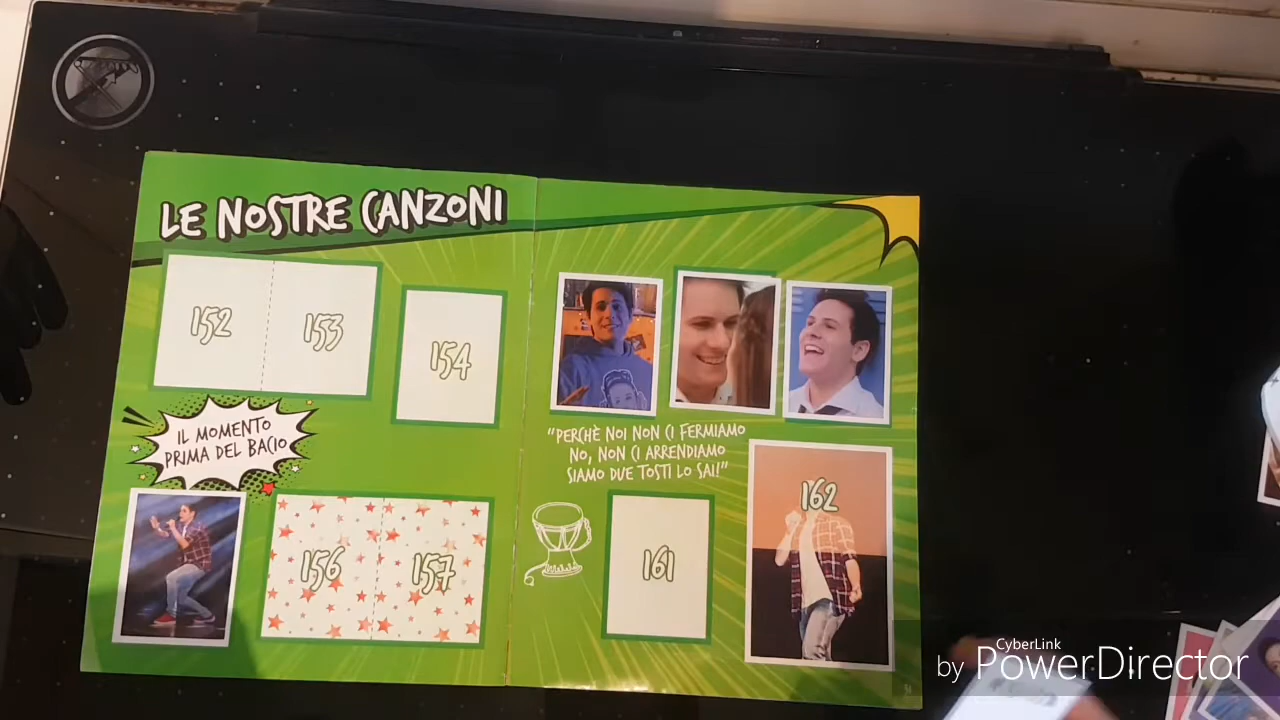 LE NOSTRE CANZONI
152
153
154
IL MOMENTO
PRIMA DEL BACIO
156
157
"PERCHÈ NOI NON CI FERMIAMO
NO, NON CI ARRENDIAMO
SIAMO DUE TOSTI LO SAI!"
161
162
CyberLink
by PowerDirector